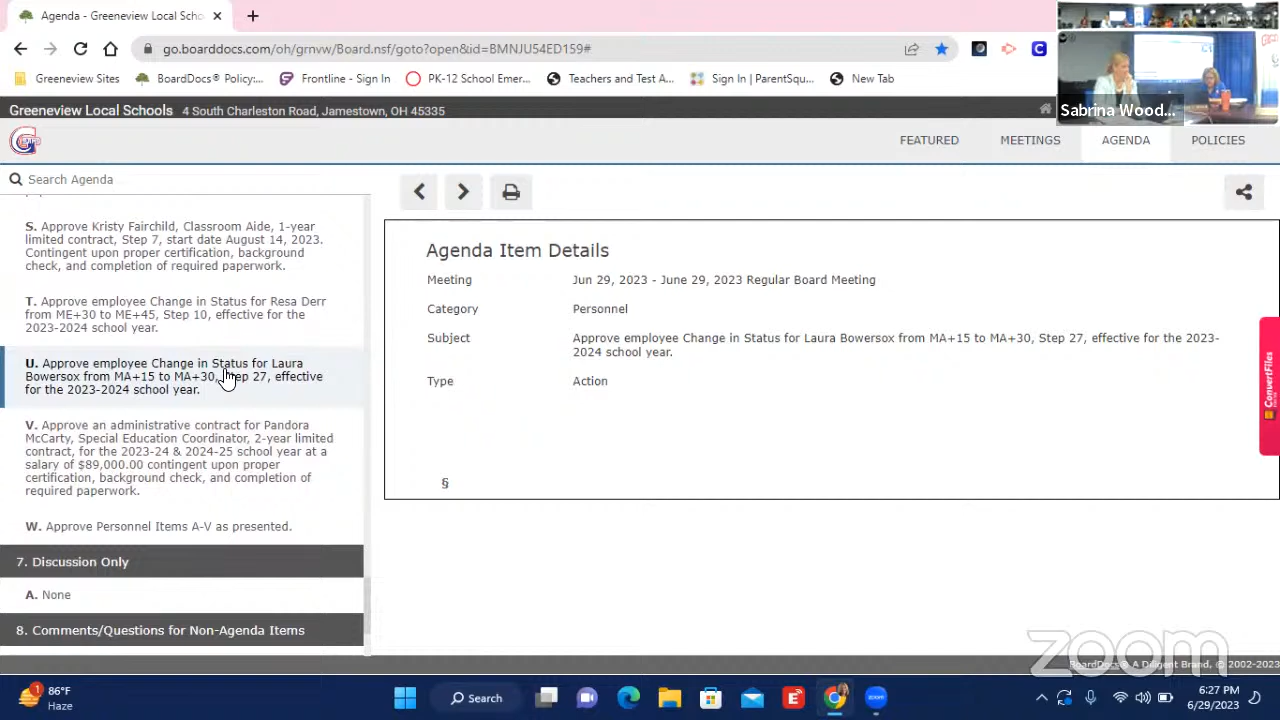 Agenda - Greeneview Local Scho
go.boarddocs.com/oh/grnvw/Board.nsf/goto?open&id=BMNJU54ED159#
Greeneview Sites
BoardDocs® Policy:...
Frontline - Sign In
PK-12 School Emer...
Teachers and Test A...
Sign In | ParentSqu...
New Tab
Sabrina Wood...
Greeneview Local Schools 4 South Charleston Road, Jamestown, OH 45335
FEATURED
MEETINGS
AGENDA
POLICIES
Search Agenda
S. Approve Kristy Fairchild, Classroom Aide, 1-year
limited contract, Step 7, start date August 14, 2023.
Contingent upon proper certification, background
check, and completion of required paperwork.
T. Approve employee Change in Status for Resa Derr
from ME+30 to ME+45, Step 10, effective for the
2023-2024 school year.
U. Approve employee Change in Status for Laura
Bowersox from MA+15 to MA+30, Step 27, effective
for the 2023-2024 school year.
V. Approve an administrative contract for Pandora
McCarty, Special Education Coordinator, 2-year limited
contract, for the 2023-24 & 2024-25 school year at a
salary of $89,000.00 contingent upon proper
certification, background check, and completion of
required paperwork.
W. Approve Personnel Items A-V as presented.
7. Discussion Only
A. None
8. Comments/Questions for Non-Agenda Items
Agenda Item Details
Meeting Jun 29, 2023 - June 29, 2023 Regular Board Meeting
Category Personnel
Subject Approve employee Change in Status for Laura Bowersox from MA+15 to MA+30, Step 27, effective for the 2023-
2024 school year.
Type Action
§
ConvertFiles
zoom
BoardDocs® A Diligent Brand, © 2002-2023
1
86°F
Haze
Search
6:27 PM
6/29/2023